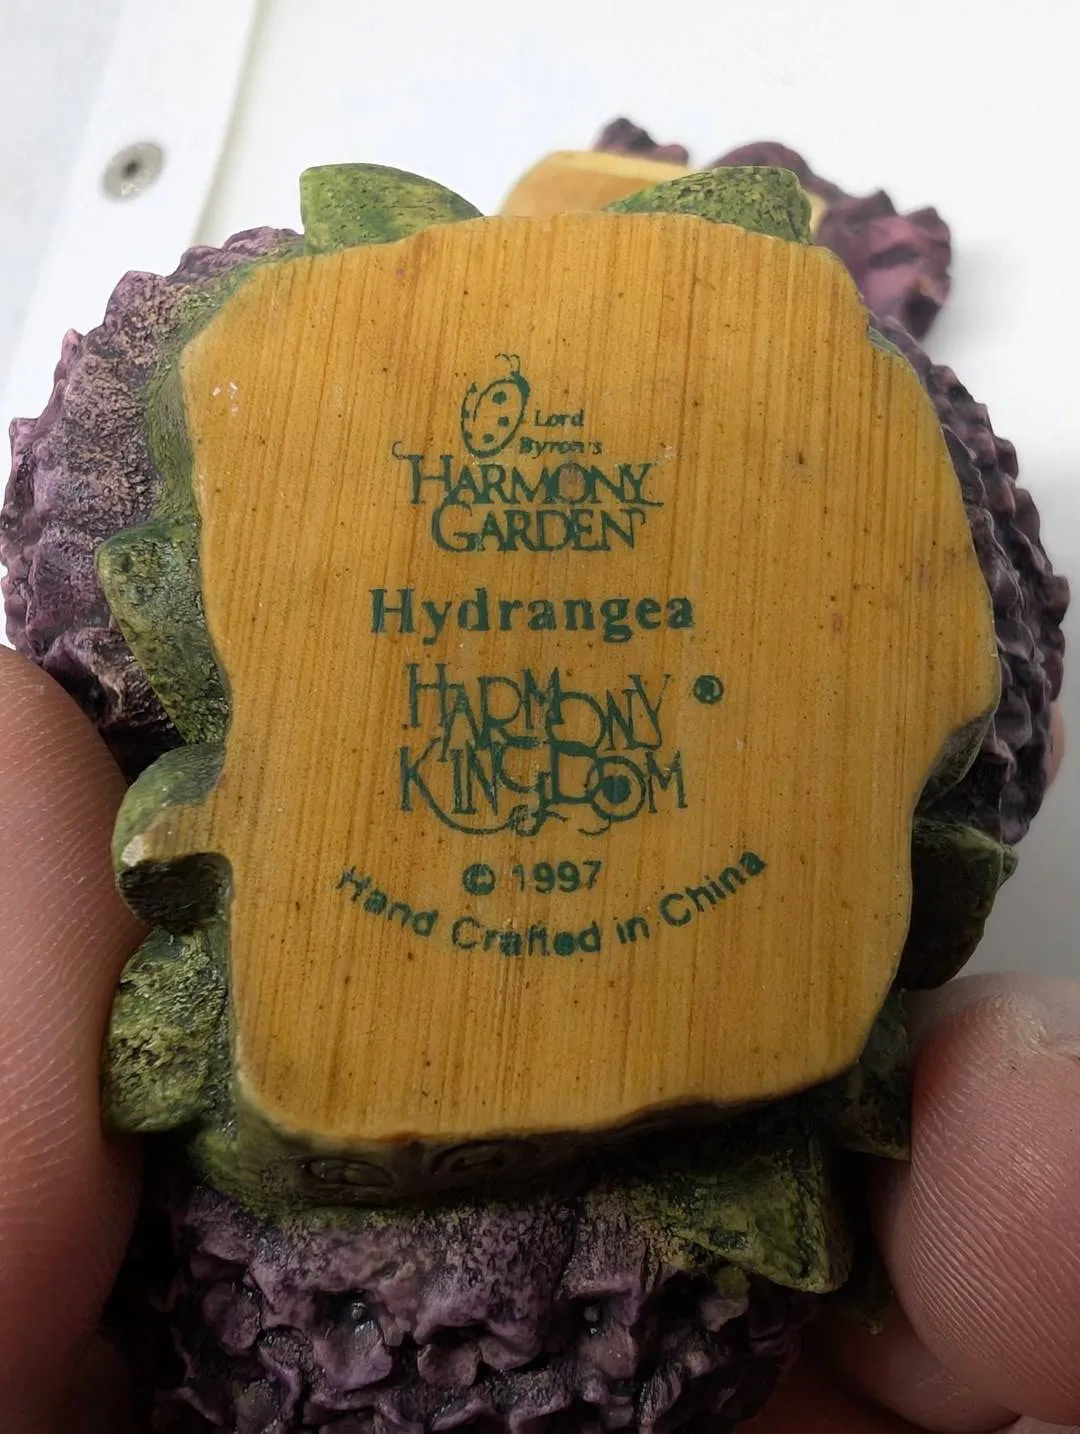 Lord
Byron's
HARMONY
GARDEN
Hydrangea
HARMONY ®
KINGDOM
© 1997
Hand Crafted in China